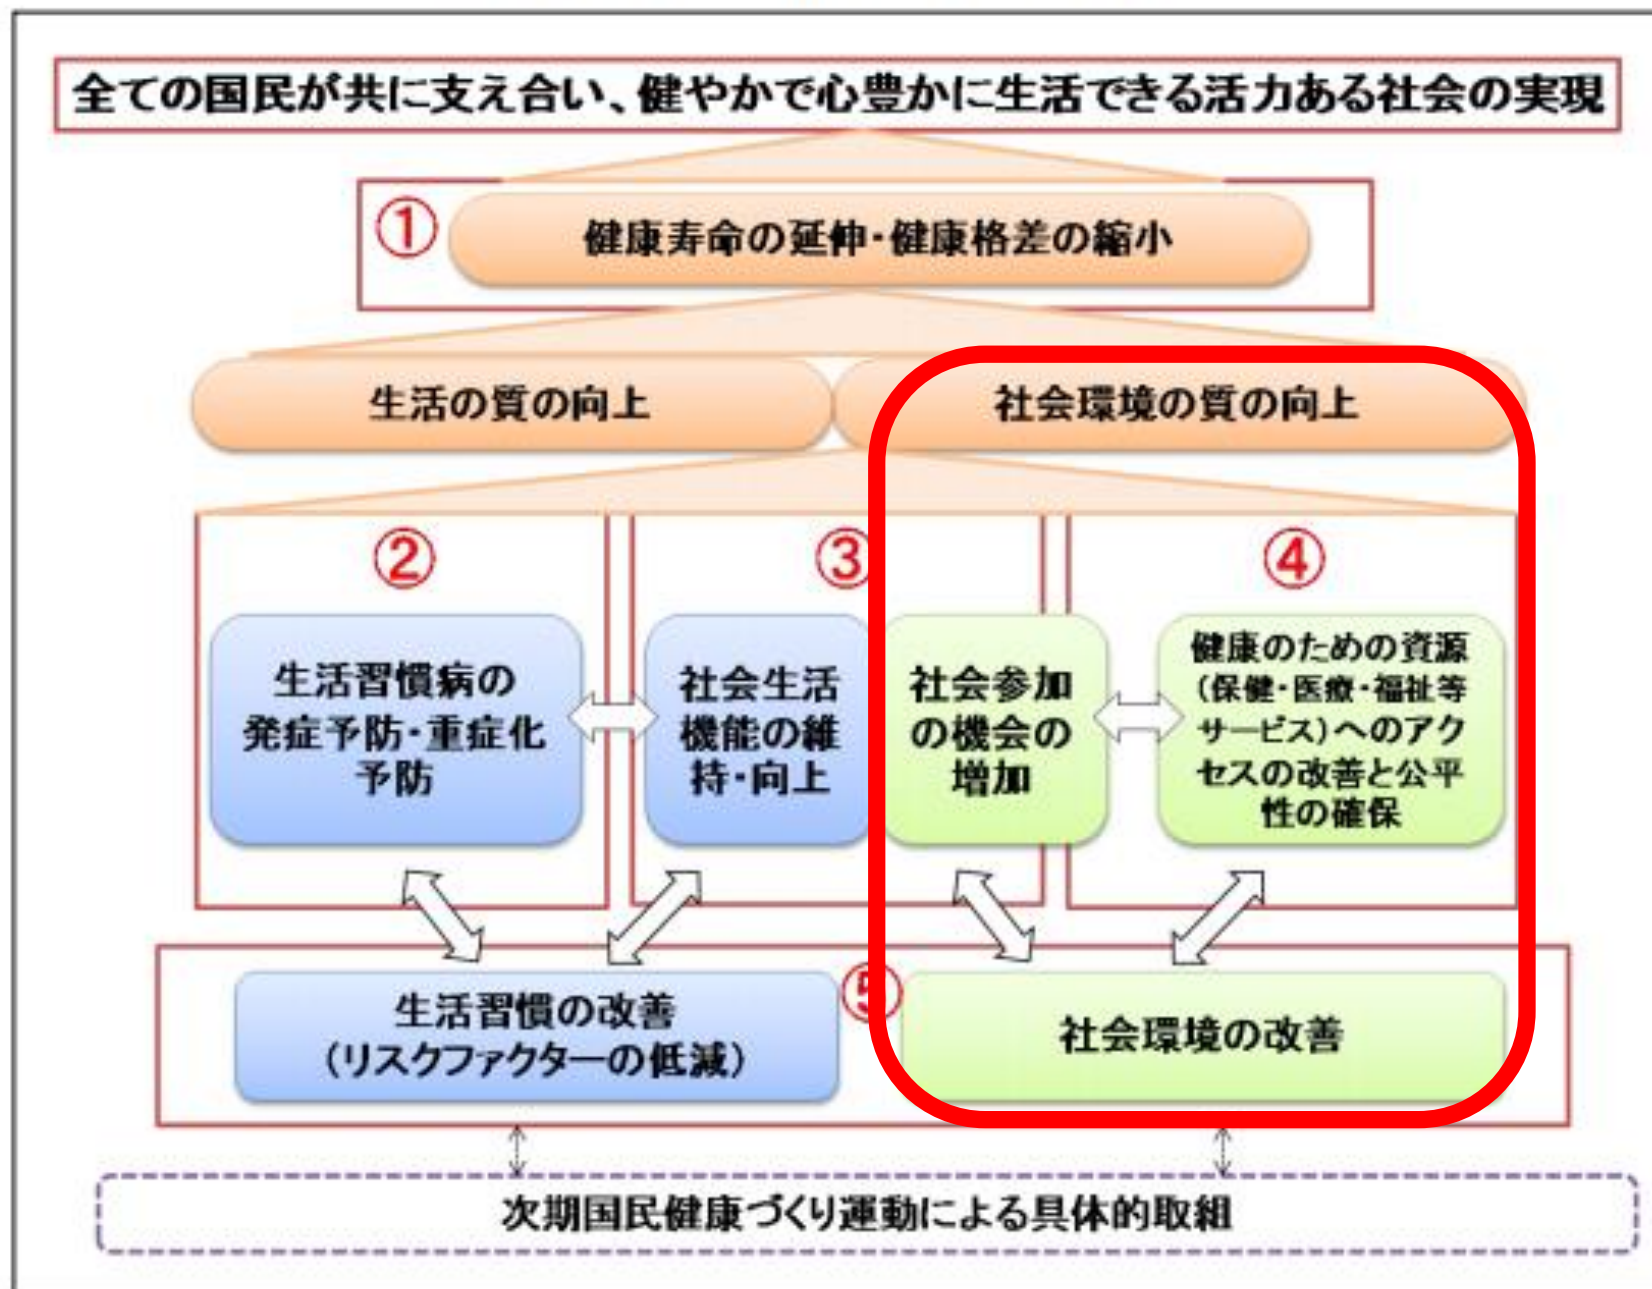 全ての国民が共に支え合い、健やかで心豊かに生活できる活力ある社会の実現
①
健康寿命の延伸・健康格差の縮小
生活の質の向上
社会環境の質の向上
②
生活習慣病の
発症予防・重症化
予防
③
社会生活
機能の維
持・向上
社会参加
の機会の
増加
④
健康のための資源
(保健・医療・福祉等
サービス)へのアク
セスの改善と公平
性の確保
⑤
生活習慣の改善
(リスクファクターの低減)
社会環境の改善
次期国民健康づくり運動による具体的取組